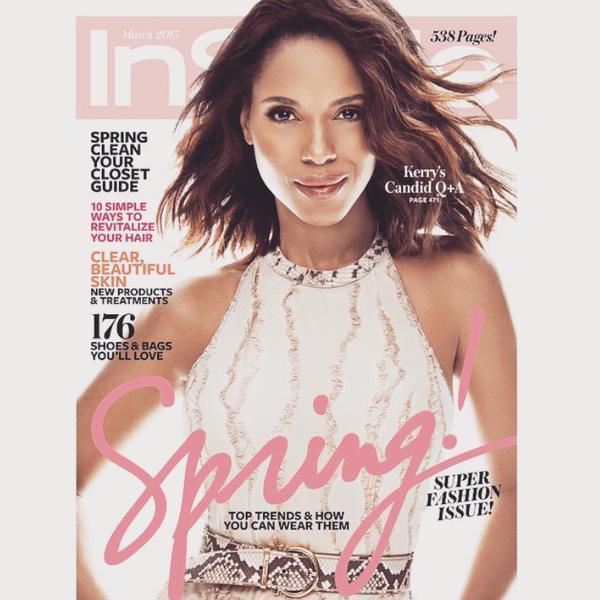 March 2015
538 Pages!
InStyle
SPRING
CLEAN
YOUR
CLOSET
GUIDE
10 SIMPLE
WAYS TO
REVITALIZE
YOUR HAIR
CLEAR,
BEAUTIFUL
SKIN
NEW PRODUCTS
& TREATMENTS
176
SHOES & BAGS
YOU'LL LOVE
Kerry's
Candid Q+A
PAGE 471
Spring!
TOP TRENDS & HOW
YOU CAN WEAR THEM
SUPER
FASHION
ISSUE!